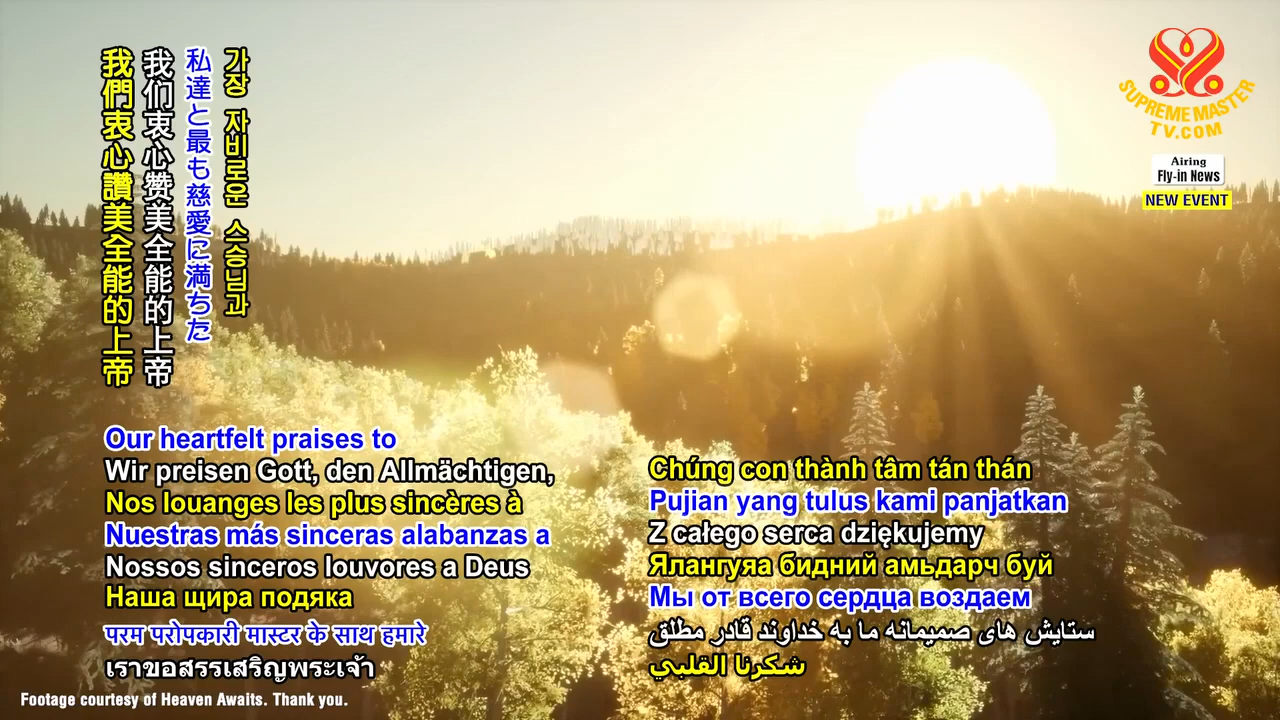 我們衷心讚美全能的上帝
我们衷心赞美全能的上帝
私達と最も慈愛に満ちた
가장 자비로운 스승님과
SUPREME MASTER
TV.COM
Airing
Fly-in News
NEW EVENT
Our heartfelt praises to
Wir preisen Gott, den Allmächtigen,
Nos louanges les plus sincères à
Nuestras más sinceras alabanzas a
Nossos sinceros louvores a Deus
Наша щира подяка
परम परोपकारी मास्टर के साथ हमारे
เราขอสรรเสริญพระเจ้า
Chúng con thành tâm tán thán
Pujian yang tulus kami panjatkan
Z całego serca dziękujemy
Ялангуяа бидний амьдарч буй
Мы от всего сердца воздаем
ستایش های صمیمانه ما به خداوند قادر مطلق
شكرنا القلبي
Footage courtesy of Heaven Awaits. Thank you.